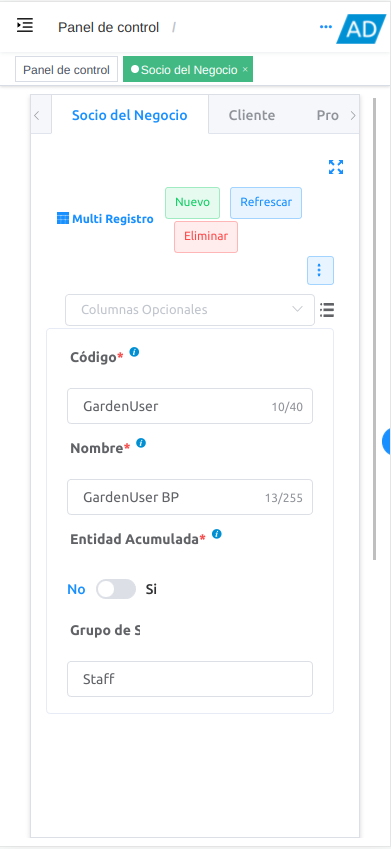 Panel de control /
AD
Panel de control
Socio del Negocio ×
Socio del Negocio
Cliente
Pro
Multi Registro
Nuevo
Refrescar
Eliminar
Columnas Opcionales
Código*
GardenUser
10/40
Nombre*
GardenUser BP
13/255
Entidad Acumulada*
No
Si
Grupo de S
Staff